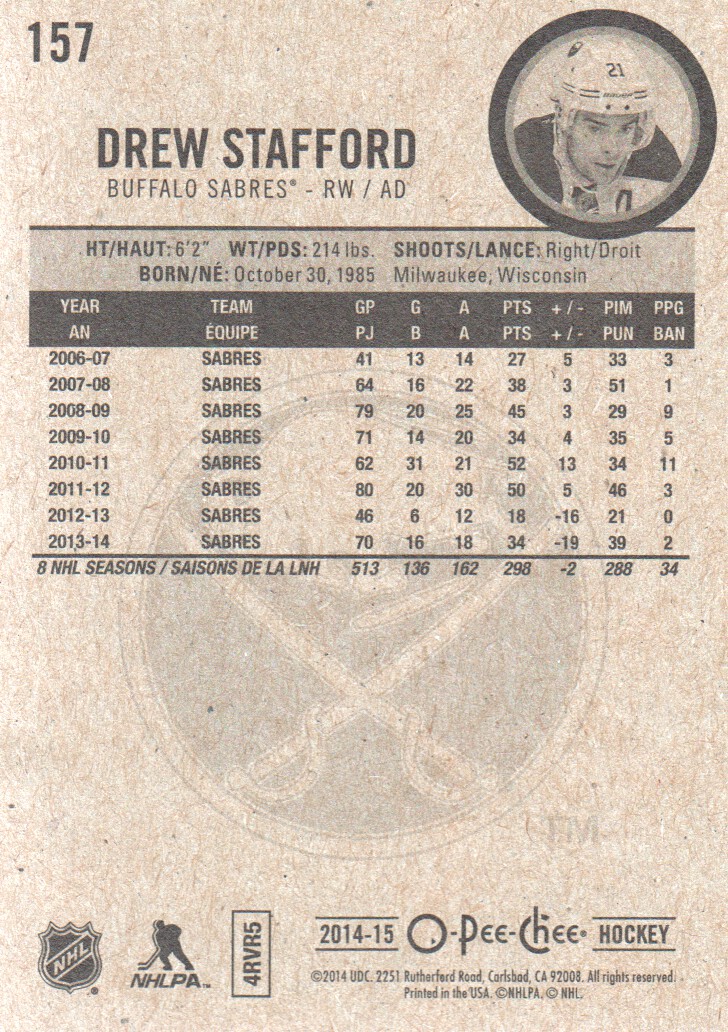 157
21
DREW STAFFORD
BUFFALO SABRES® - RW / AD
HT/HAUT: 6'2" WT/PDS: 214 lbs. SHOOTS/LANCE: Right/Droit
BORN/NÉ: October 30, 1985 Milwaukee, Wisconsin
YEAR TEAM GP G A PTS + / - PIM PPG
AN ÉQUIPE PJ B A PTS + / - PUN BAN
2006-07 SABRES 41 13 14 27 5 33 3
2007-08 SABRES 64 16 22 38 3 51 1
2008-09 SABRES 79 20 25 45 3 29 9
2009-10 SABRES 71 14 20 34 4 35 5
2010-11 SABRES 62 31 21 52 13 34 11
2011-12 SABRES 80 20 30 50 5 46 3
2012-13 SABRES 46 6 12 18 -16 21 0
2013-14 SABRES 70 16 18 34 -19 39 2
8 NHL SEASONS / SAISONS DE LA LNH 513 136 162 298 -2 288 34
NHL
NHLPA™
4RVR5
2014-15 O-Pee-Chee® HOCKEY
©2014 UDC. 2251 Rutherford Road, Carlsbad, CA 92008. All rights reserved.
Printed in the USA. ©NHLPA. © NHL.